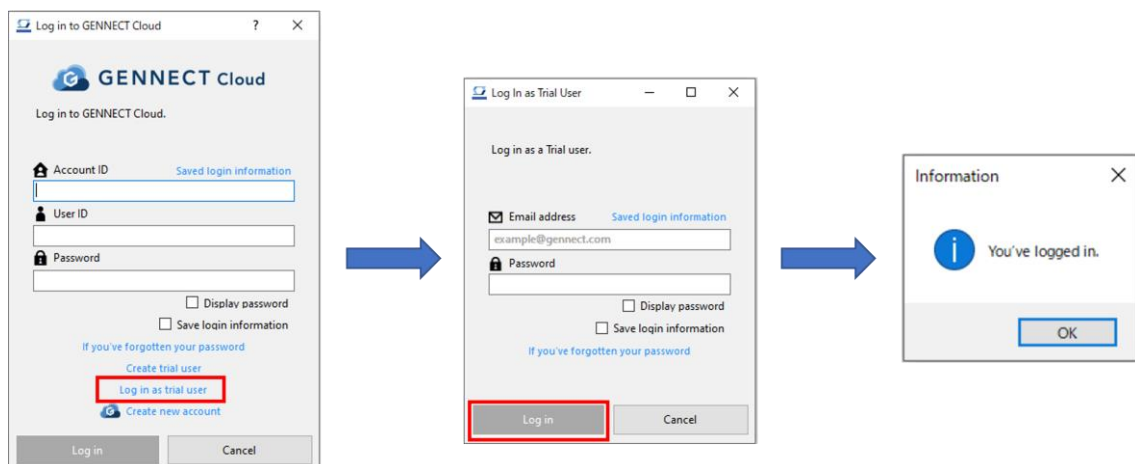 Log in to GENNECT Cloud ?
GENNECT Cloud
Log in to GENNECT Cloud.
Account ID Saved login information
User ID
Password
Display password
Save login information
If you've forgotten your password
Create trial user
Log in as trial user
Create new account
Log in Cancel
Log In as Trial User
Log in as a Trial user.
Email address Saved login information
example@gennect.com
Password
Display password
Save login information
If you've forgotten your password
Log in Cancel
Information
You've logged in.
OK